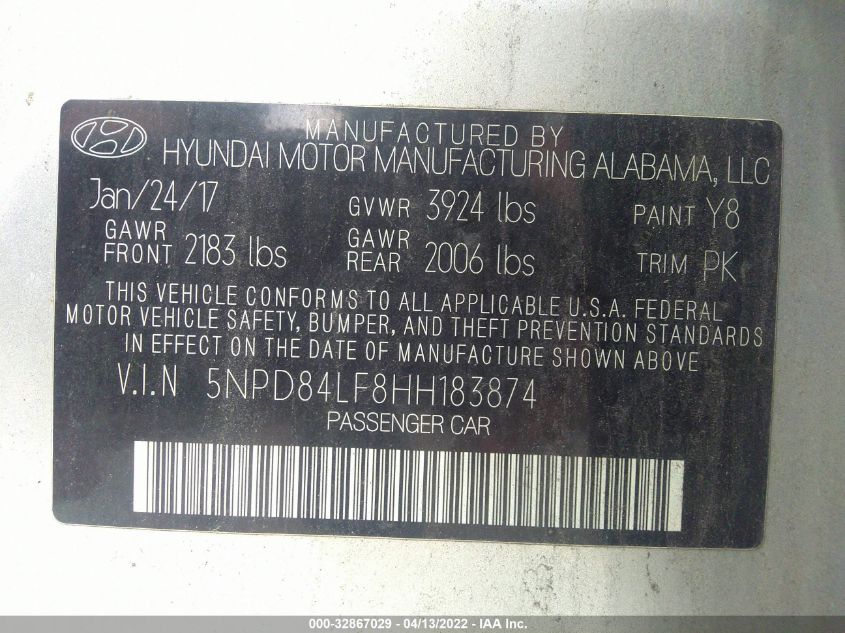 MANUFACTURED BY
HYUNDAI MOTOR MANUFACTURING ALABAMA, LLC
Jan/24/17 GVWR 3924 lbs PAINT Y8
GAWR FRONT 2183 lbs GAWR REAR 2006 lbs TRIM PK
THIS VEHICLE CONFORMS TO ALL APPLICABLE U.S.A. FEDERAL
MOTOR VEHICLE SAFETY, BUMPER, AND THEFT PREVENTION STANDARDS
IN EFFECT ON THE DATE OF MANUFACTURE SHOWN ABOVE
V.I.N 5NPD84LF8HH183874
PASSENGER CAR
000-32867029 - 04/13/2022 - IAA Inc.